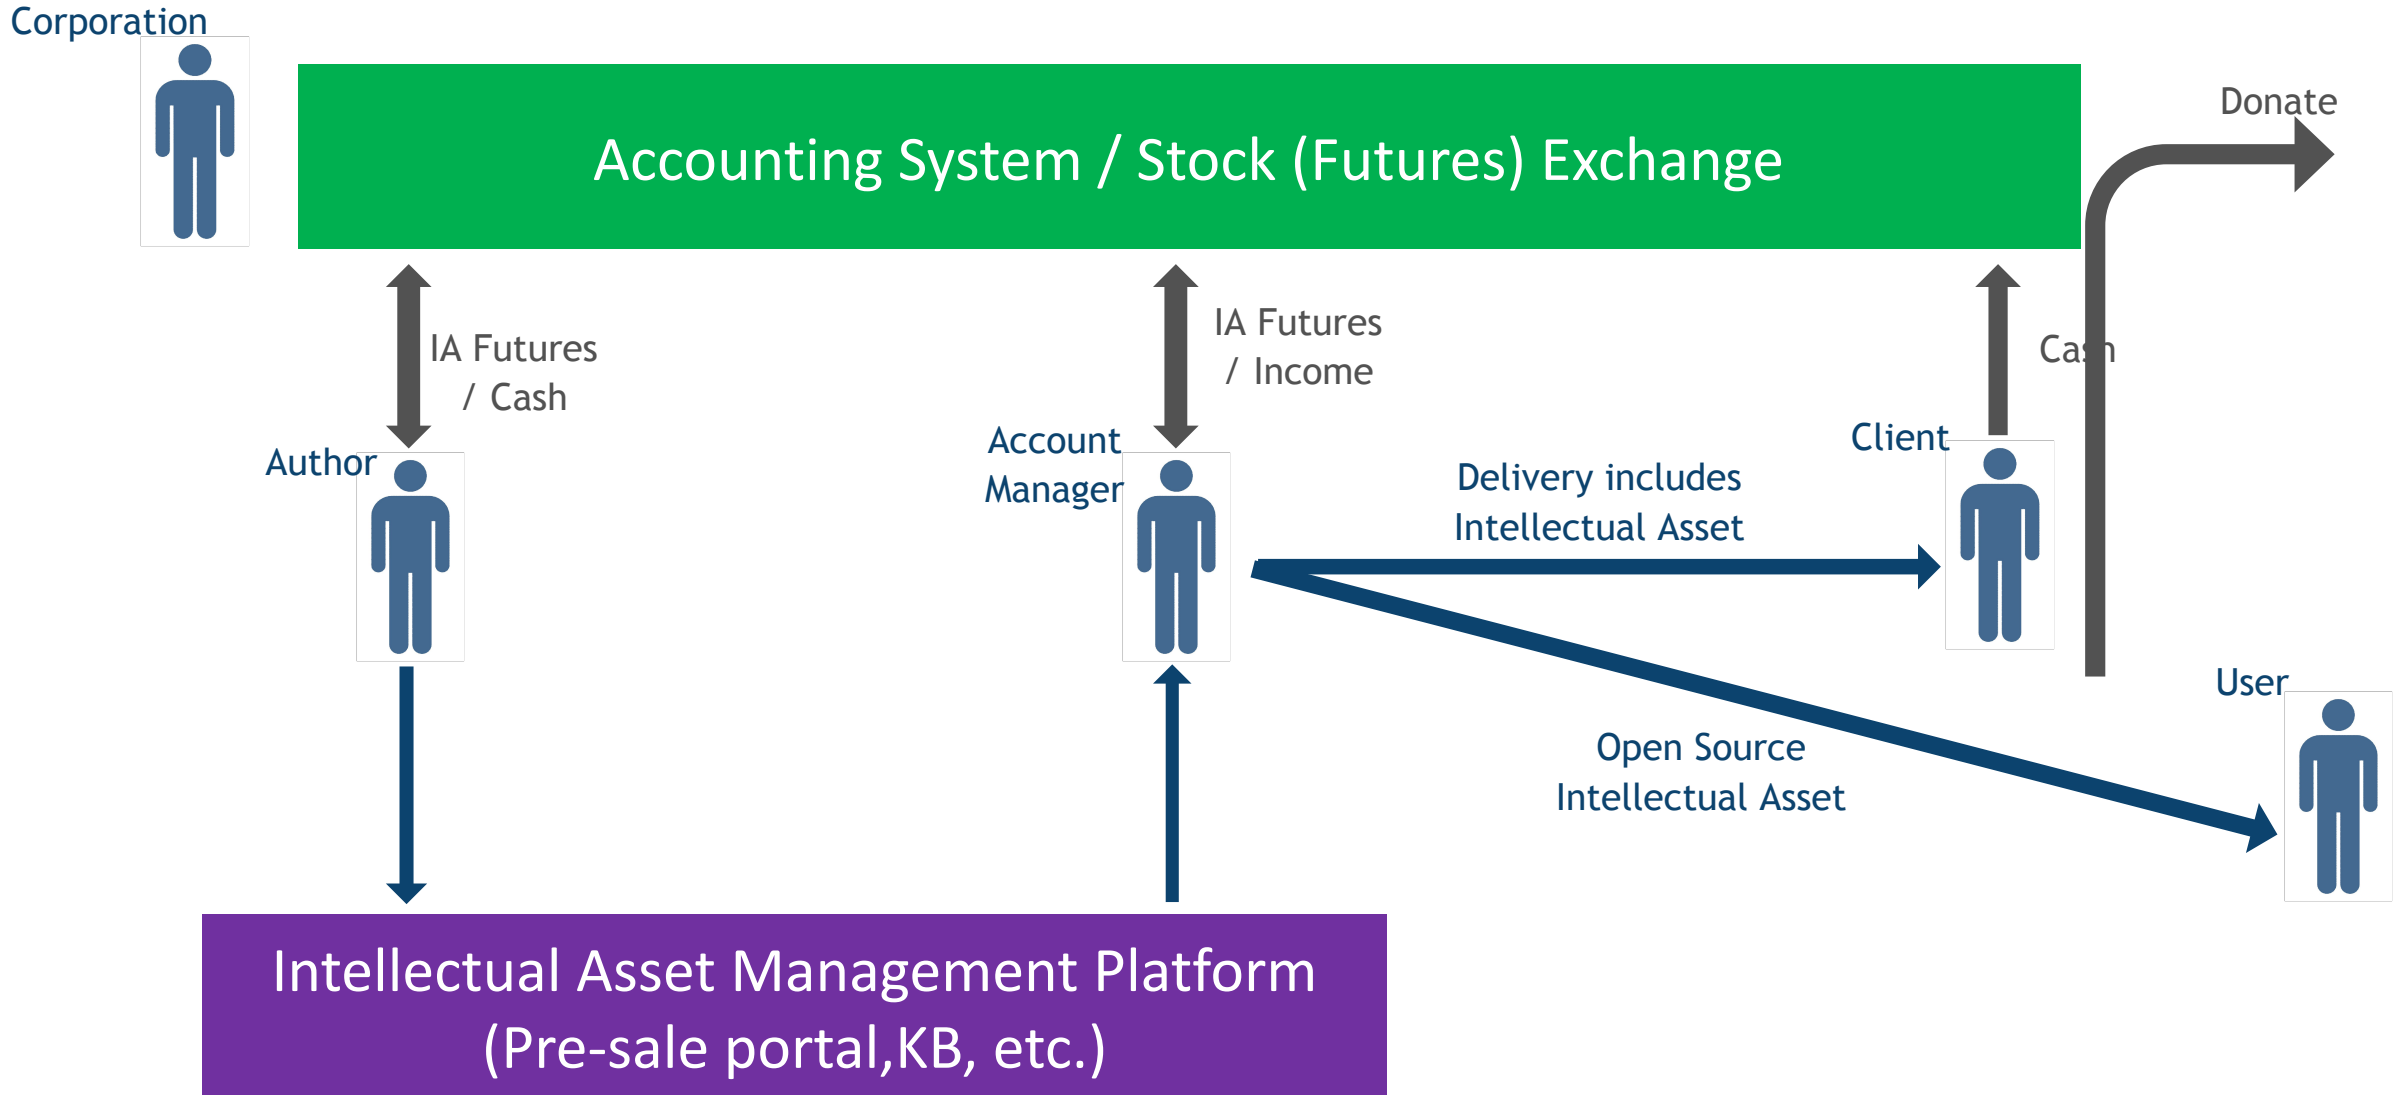 Corporation
Donate
Accounting System / Stock (Futures) Exchange
IA Futures
/ Cash
IA Futures
/ Income
Cash
Author
Account
Manager
Client
Delivery includes
Intellectual Asset
User
Open Source
Intellectual Asset
Intellectual Asset Management Platform
(Pre-sale portal,KB, etc.)